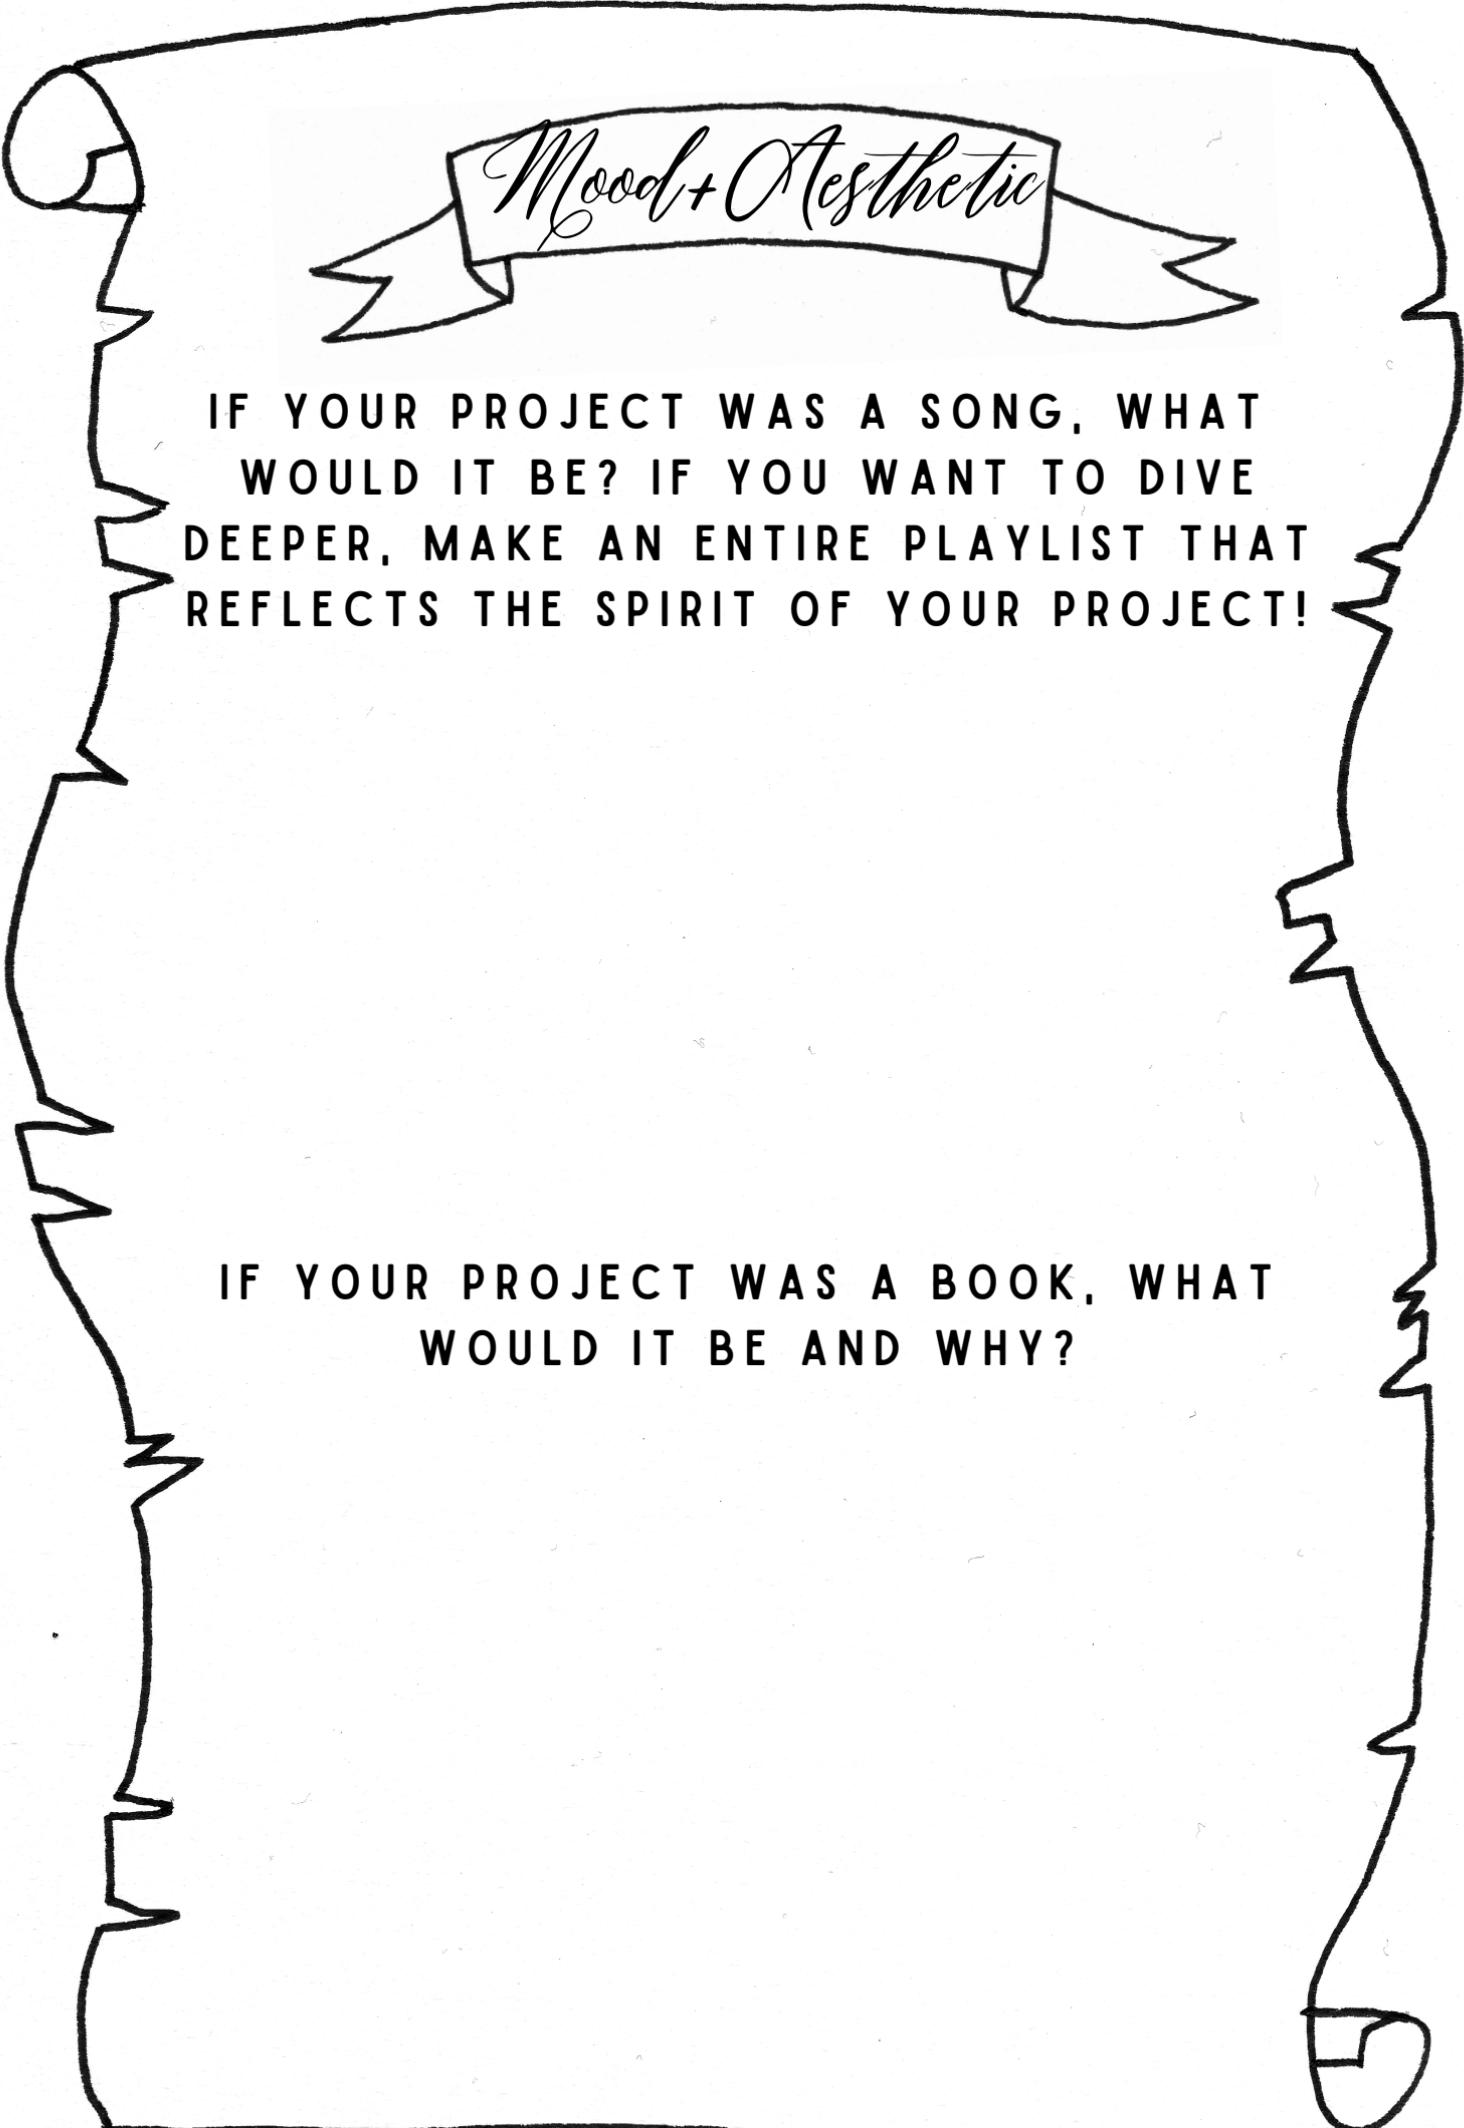 Mood + Aesthetic
IF YOUR PROJECT WAS A SONG, WHAT
WOULD IT BE? IF YOU WANT TO DIVE
DEEPER, MAKE AN ENTIRE PLAYLIST THAT
REFLECTS THE SPIRIT OF YOUR PROJECT!
IF YOUR PROJECT WAS A BOOK, WHAT
WOULD IT BE AND WHY?